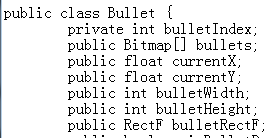 public class Bullet {
private int bulletIndex;
public Bitmap[] bullets;
public float currentX;
public float currentY;
public int bulletWidth;
public int bulletHeight;
public RectF bulletRectF;